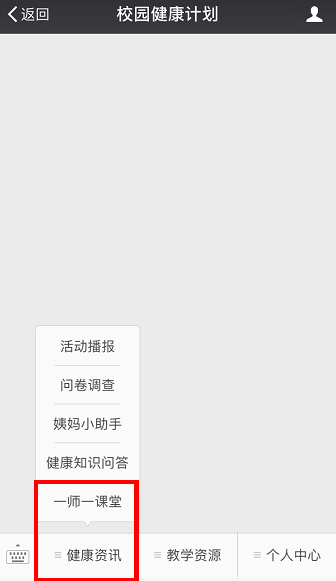 返回
校园健康计划
活动播报
问卷调查
姨妈小助手
健康知识问答
一师一课堂
健康资讯
教学资源
个人中心